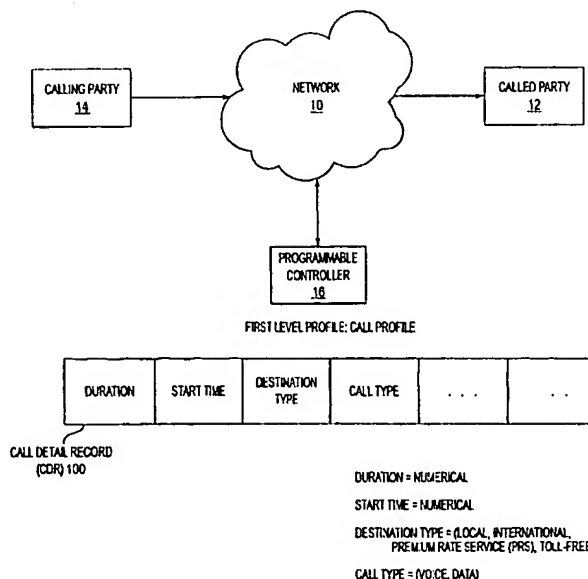 CALLING PARTY
14
NETWORK
10
CALLED PARTY
12
PROGRAMMABLE
CONTROLLER
16
FIRST LEVEL PROFILE: CALL PROFILE
DURATION
START TIME
DESTINATION
TYPE
CALL TYPE
. . .
. .
CALL DETAIL RECORD
(CDR) 100
DURATION = NUMERICAL
START TIME = NUMERICAL
DESTINATION TYPE = (LOCAL, INTERNATIONAL,
PREMIUM RATE SERVICE (PRS), TOLL-FREE
CALL TYPE = (VOICE, DATA)